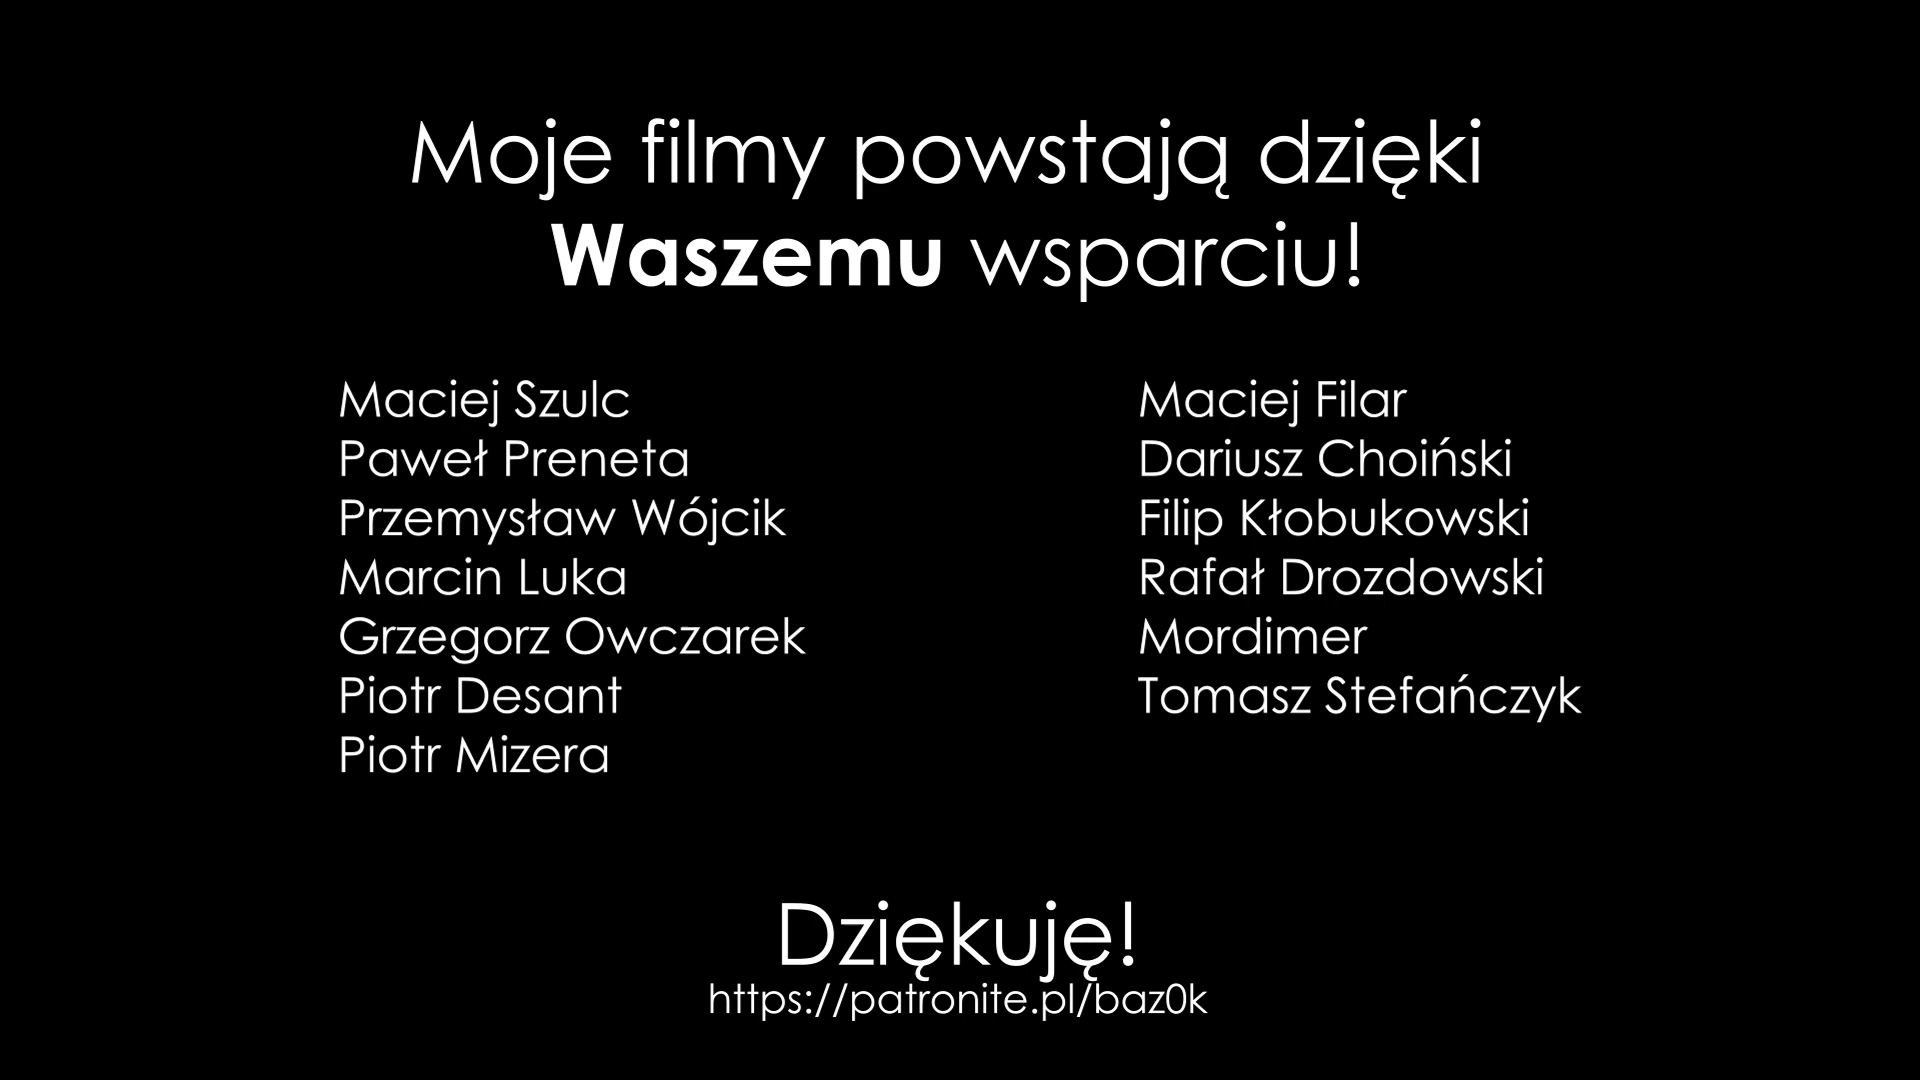 Moje filmy powstają dzięki
Waszemu wsparciu!
Maciej Szulc
Paweł Preneta
Przemysław Wójcik
Marcin Luka
Grzegorz Owczarek
Piotr Desant
Piotr Mizera
Maciej Filar
Dariusz Choiński
Filip Kłobukowski
Rafał Drozdowski
Mordimer
Tomasz Stefańczyk
Dziękuję!
https://patronite.pl/baz0k